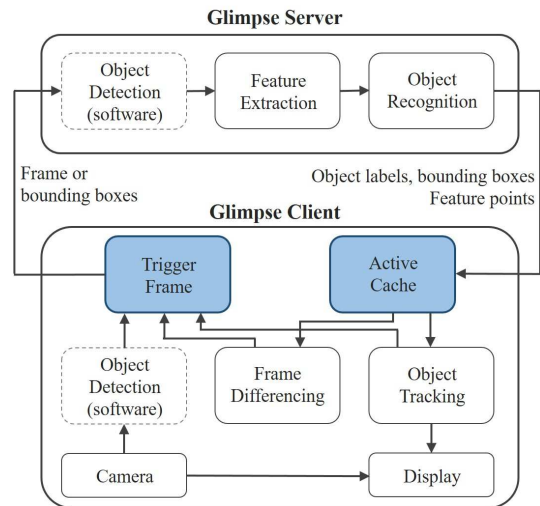 Glimpse Server
Object
Detection
(software)
Feature
Extraction
Object
Recognition
Frame or
bounding boxes
Object labels, bounding boxes
Feature points
Glimpse Client
Trigger
Frame
Active
Cache
Object
Detection
(software)
Frame
Differencing
Object
Tracking
Camera
Display